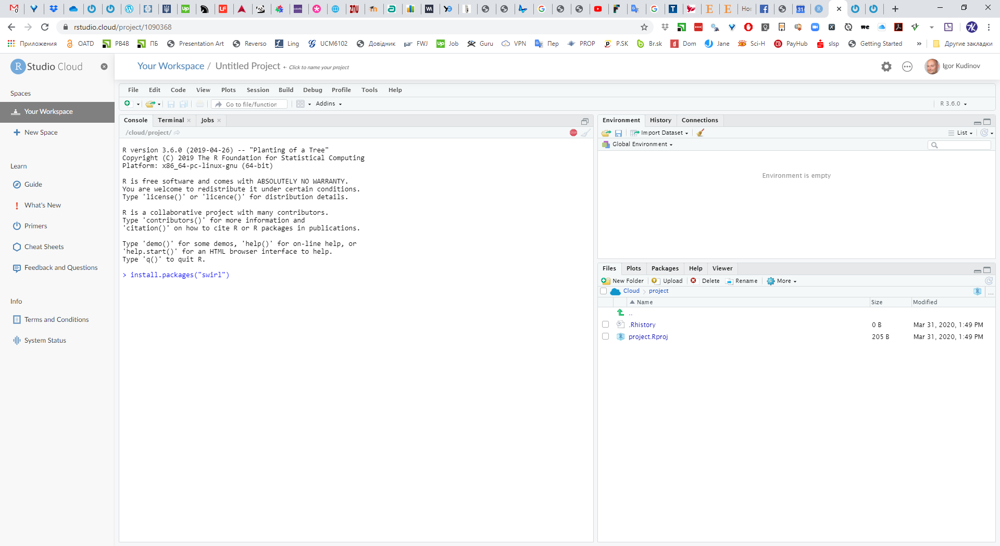 Ho
31
rstudio.cloud/project/1090368
Приложения
OATD
PB4B
ПБ
Presentation Art
Reverso
Ling
UCM6102
Довідник
FWJ
Job
Guru
VPN
Пер
PROP
P.SK
Br.sk
Dom
Jane
Sci-H
PayHub
slsp
Getting Started
»
Другие закладки
R Studio Cloud
Your Workspace / Untitled Project ← Click to name your project
Igor Kudinov
Spaces
Your Workspace
New Space
Learn
Guide
What's New
Primers
Cheat Sheets
Feedback and Questions
Info
Terms and Conditions
System Status
File Edit Code View Plots Session Build Debug Profile Tools Help
Go to file/function
Addins
R 3.6.0
Console Terminal Jobs
/cloud/project/
R version 3.6.0 (2019-04-26) -- "Planting of a Tree"
Copyright (C) 2019 The R Foundation for Statistical Computing
Platform: x86_64-pc-linux-gnu (64-bit)
R is free software and comes with ABSOLUTELY NO WARRANTY.
You are welcome to redistribute it under certain conditions.
Type 'license()' or 'licence()' for distribution details.
R is a collaborative project with many contributors.
Type 'contributors()' for more information and
'citation()' on how to cite R or R packages in publications.
Type 'demo()' for some demos, 'help()' for on-line help, or
'help.start()' for an HTML browser interface to help.
Type 'q()' to quit R.
> install.packages("swirl")
Environment History Connections
Import Dataset
List
Global Environment
Environment is empty
Files Plots Packages Help Viewer
New Folder Upload Delete Rename More
Cloud project ...
Name Size Modified
..
.Rhistory 0 B Mar 31, 2020, 1:49 PM
project.Rproj 205 B Mar 31, 2020, 1:49 PM